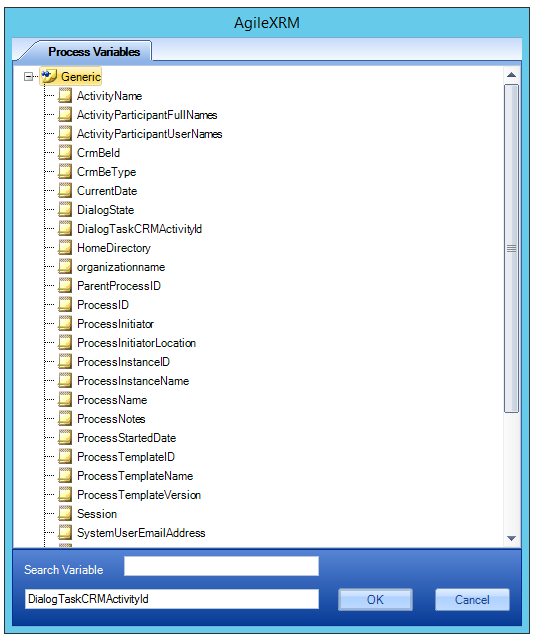 AgileXRM
Process Variables
Generic
ActivityName
ActivityParticipantFullNames
ActivityParticipantUserNames
CrmBeId
CrmBeType
CurrentDate
DialogState
DialogTaskCRMActivityId
HomeDirectory
organizationname
ParentProcessID
ProcessID
ProcessInitiator
ProcessInitiatorLocation
ProcessInstanceID
ProcessInstanceName
ProcessName
ProcessNotes
ProcessStartedDate
ProcessTemplateID
ProcessTemplateName
ProcessTemplateVersion
Session
SystemUserEmailAddress
Search Variable
DialogTaskCRMActivityId OK Cancel